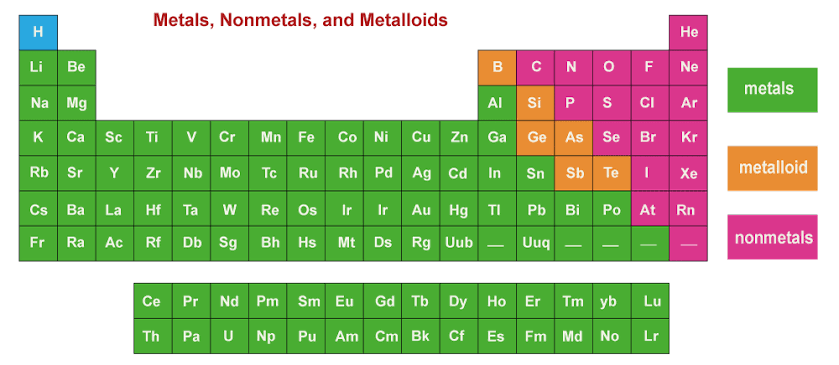 Metals, Nonmetals, and Metalloids
H He
Li Be B C N O F Ne
Na Mg Al Si P S Cl Ar
K Ca Sc Ti V Cr Mn Fe Co Ni Cu Zn Ga Ge As Se Br Kr
Rb Sr Y Zr Nb Mo Tc Ru Rh Pd Ag Cd In Sn Sb Te I Xe
Cs Ba La Hf Ta W Re Os Ir Ir Au Hg Tl Pb Bi Po At Rn
Fr Ra Ac Rf Db Sg Bh Hs Mt Ds Rg Uub __ Uuq __ __ __ __
Ce Pr Nd Pm Sm Eu Gd Tb Dy Ho Er Tm yb Lu
Th Pa U Np Pu Am Cm Bk Cf Es Fm Md No Lr
metals
metalloid
nonmetals